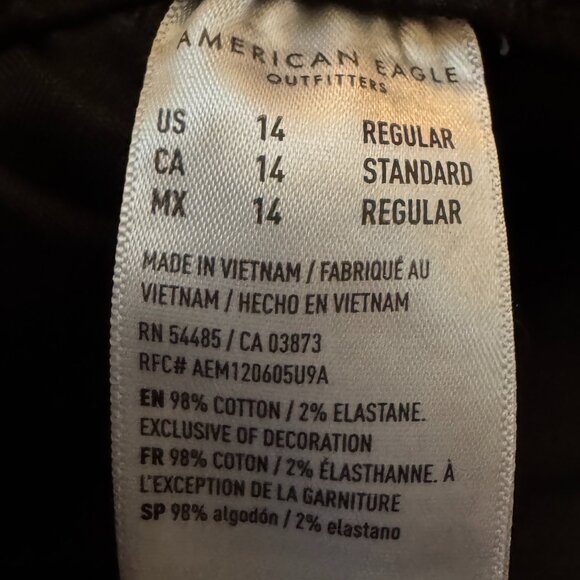 AMERICAN EAGLE
OUTFITTERS
US 14 REGULAR
CA 14 STANDARD
MX 14 REGULAR
MADE IN VIETNAM / FABRIQUÉ AU
VIETNAM / HECHO EN VIETNAM
RN 54485 / CA 03873
RFC# AEM120605U9A
EN 98% COTTON / 2% ELASTANE.
EXCLUSIVE OF DECORATION
FR 98% COTON / 2% ÉLASTHANNE. À
L'EXCEPTION DE LA GARNITURE
SP 98% algodón / 2% elastano